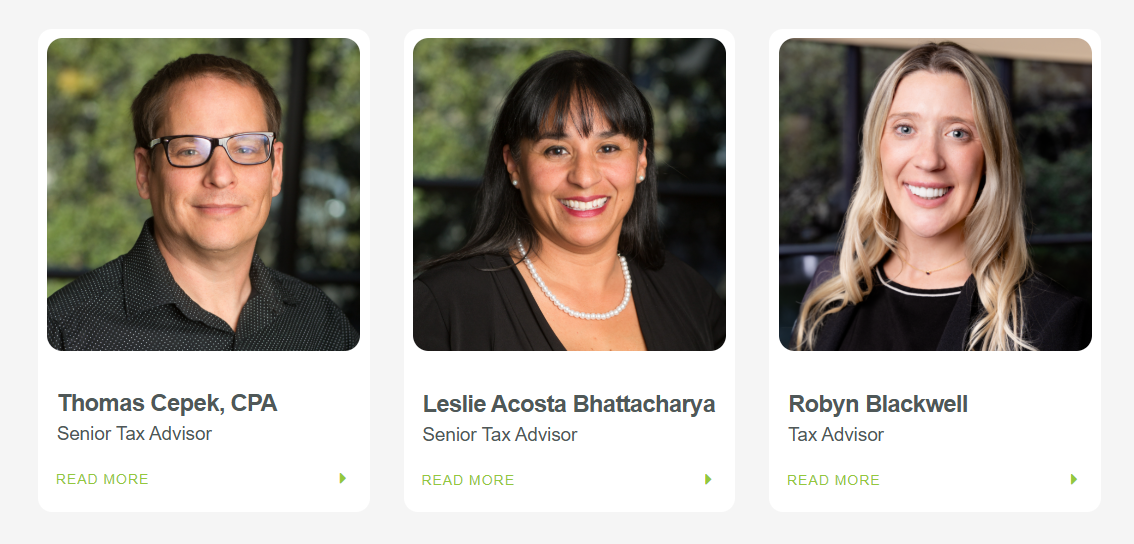 Thomas Cepek, CPA
Senior Tax Advisor
READ MORE
Leslie Acosta Bhattacharya
Senior Tax Advisor
READ MORE
Robyn Blackwell
Tax Advisor
READ MORE